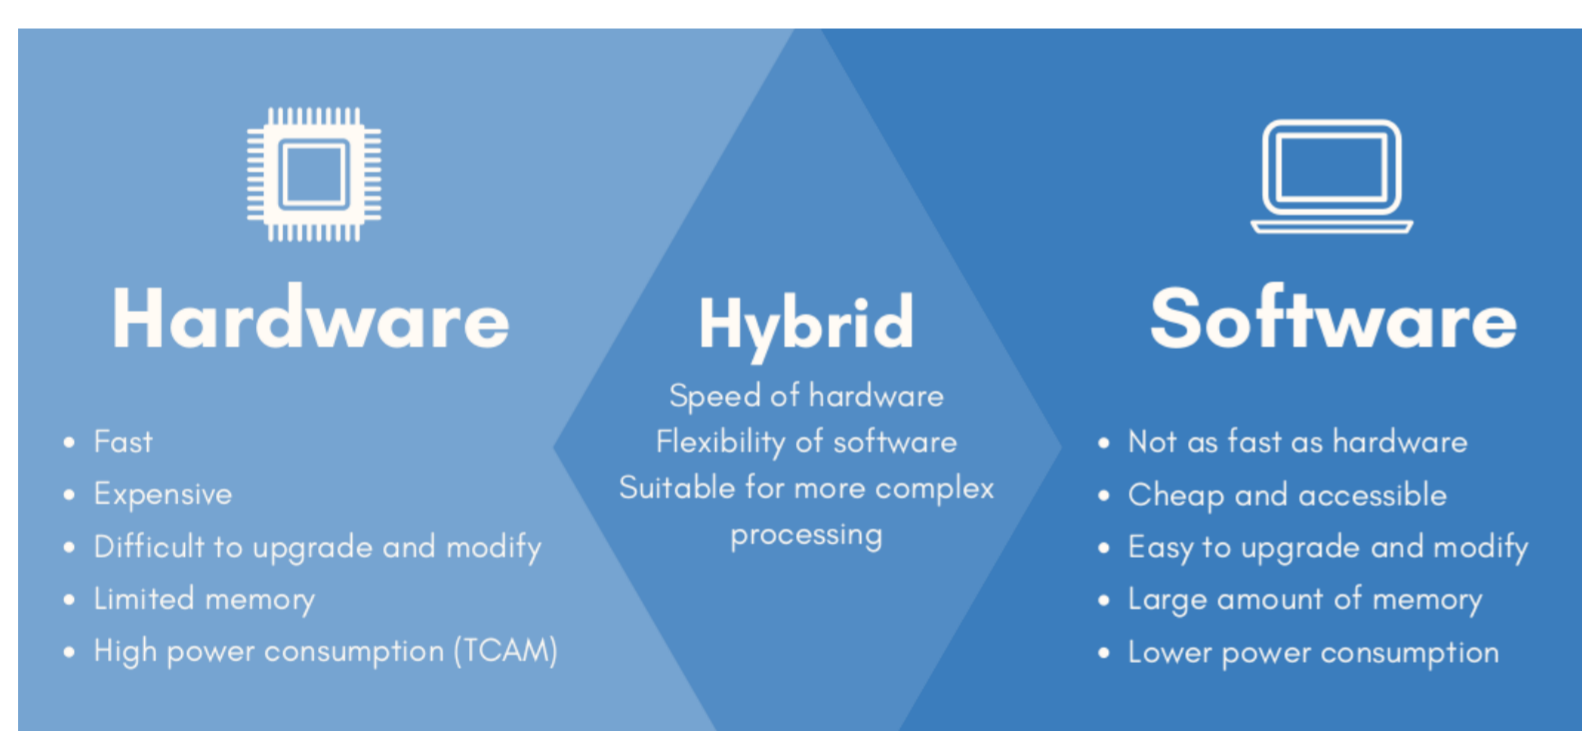 Hardware
• Fast
• Expensive
• Difficult to upgrade and modify
• Limited memory
• High power consumption (TCAM)
Hybrid
Speed of hardware
Flexibility of software
Suitable for more complex
processing
Software
• Not as fast as hardware
• Cheap and accessible
• Easy to upgrade and modify
• Large amount of memory
• Lower power consumption